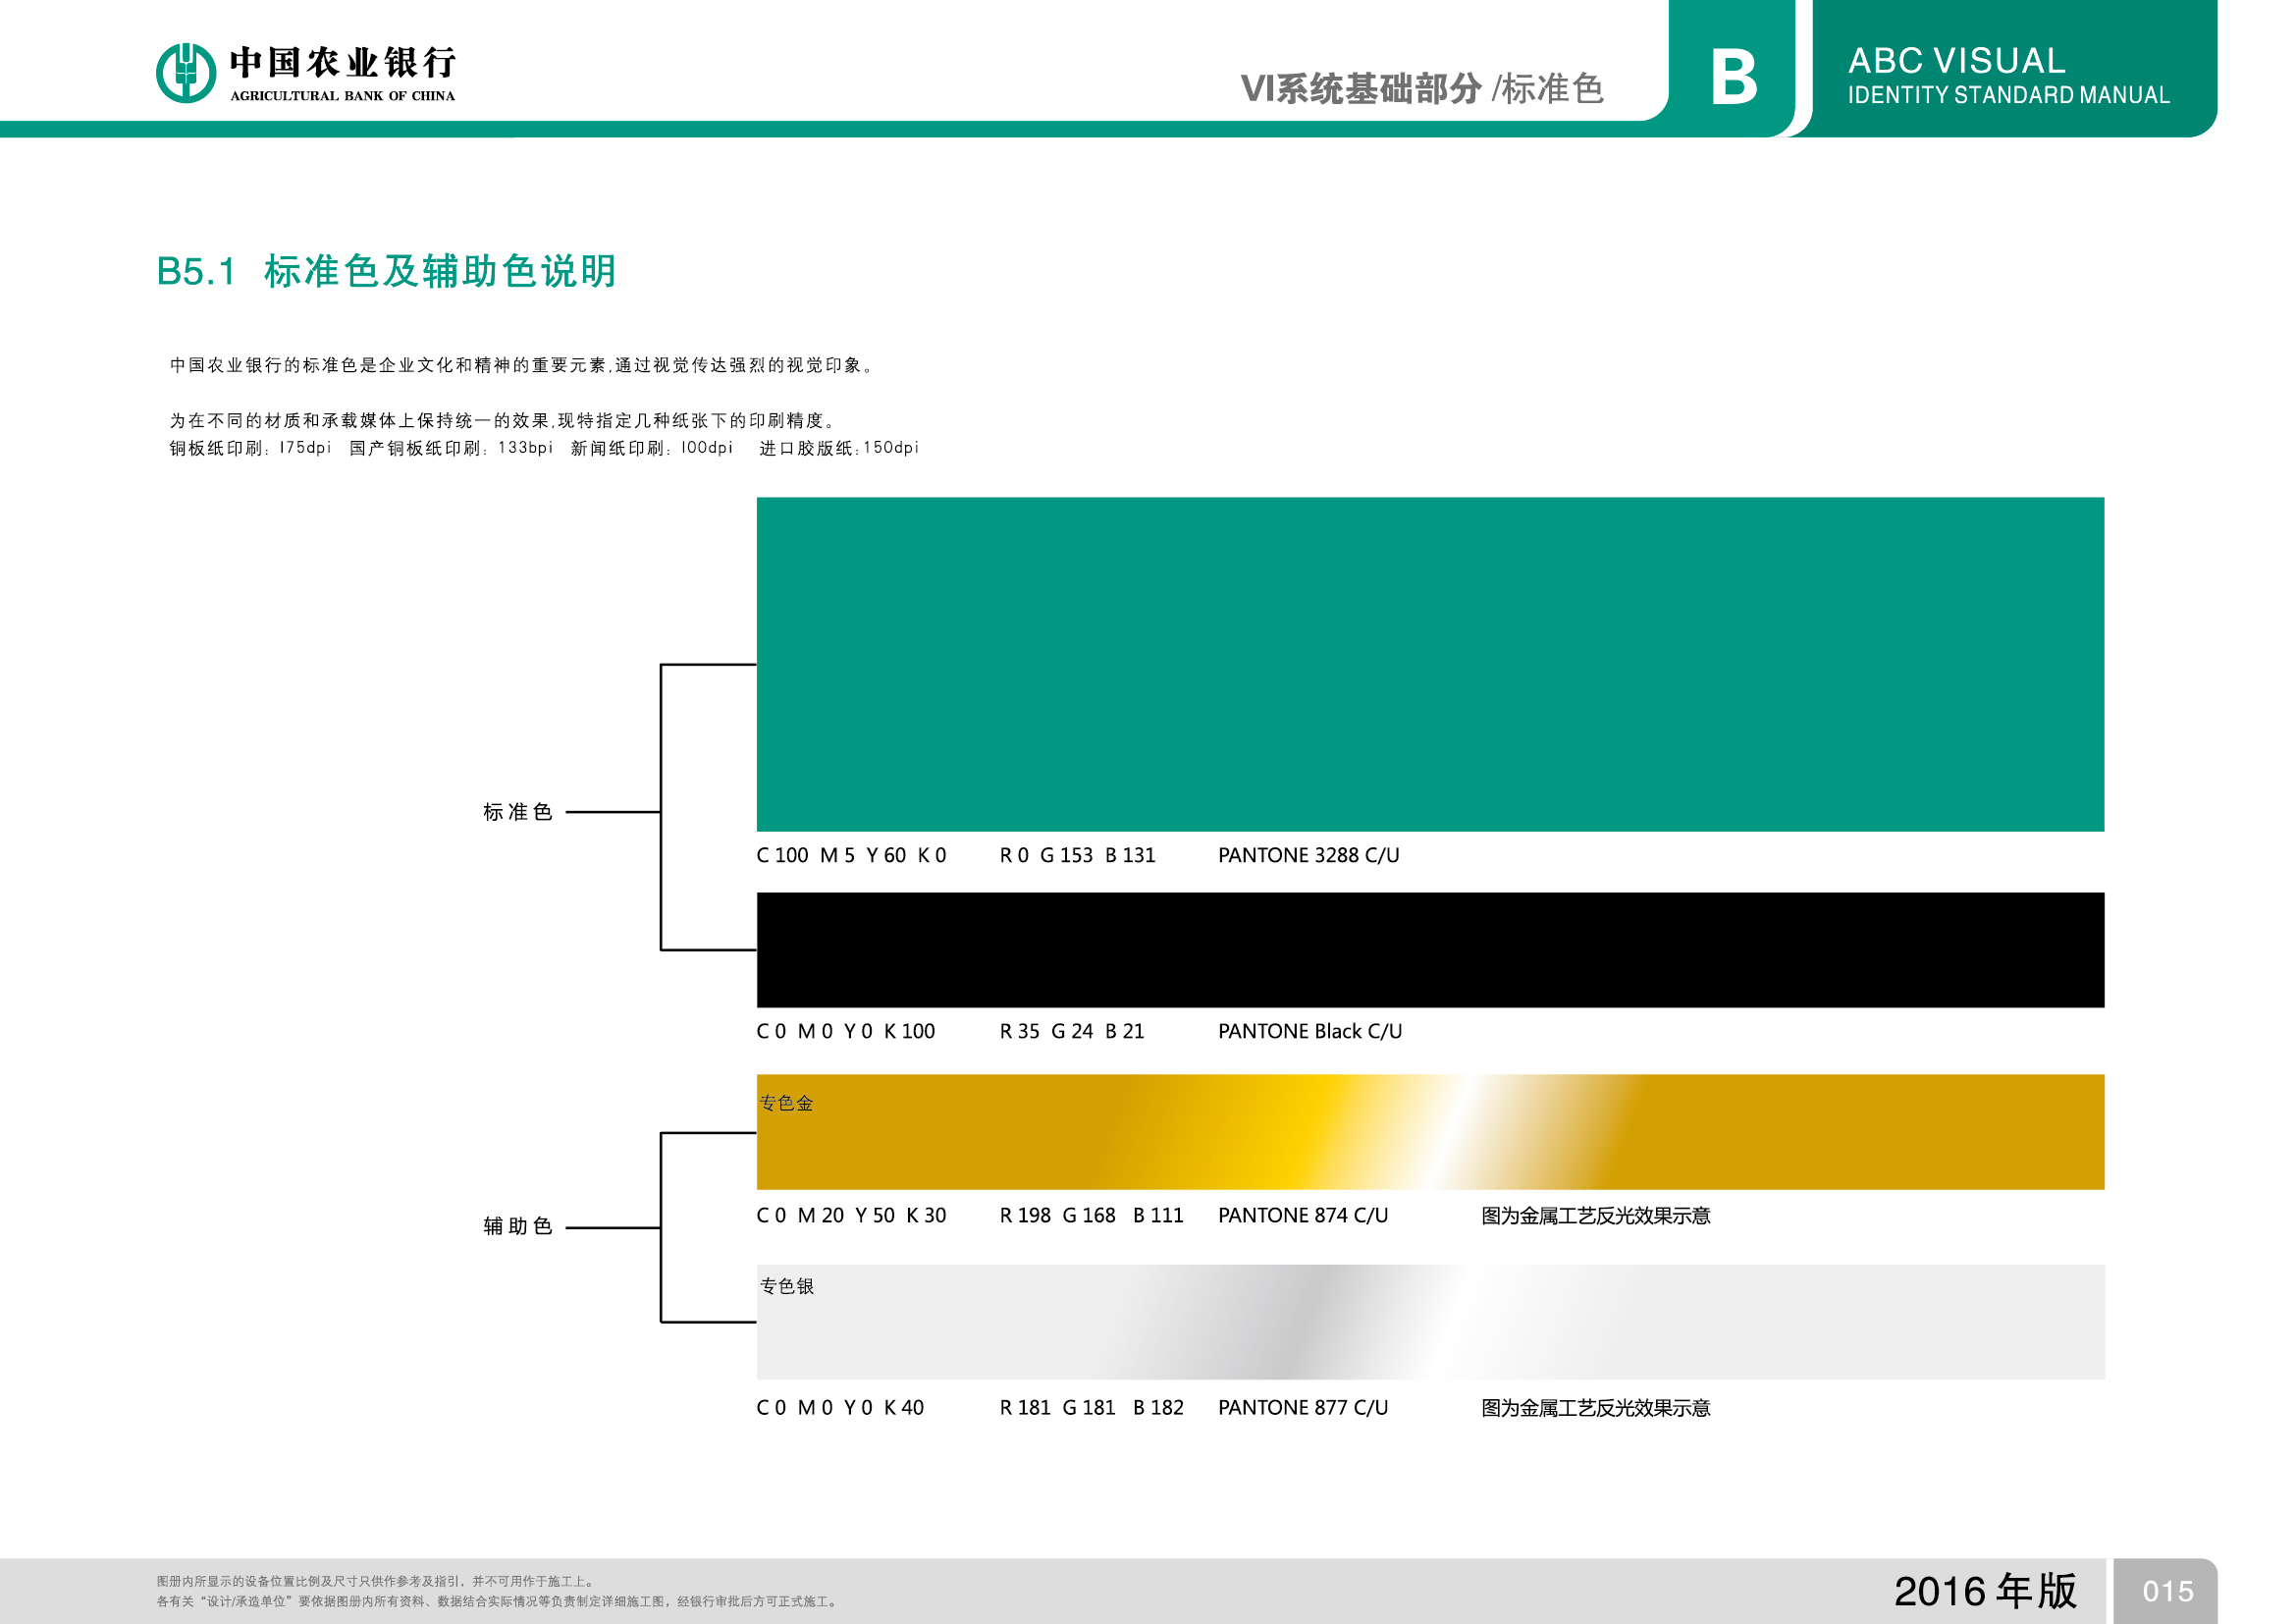 中国农业银行
AGRICULTURAL BANK OF CHINA
VI系统基础部分 /标准色
B
ABC VISUAL
IDENTITY STANDARD MANUAL
B5.1 标准色及辅助色说明
中国农业银行的标准色是企业文化和精神的重要元素,通过视觉传达强烈的视觉印象。
为在不同的材质和承载媒体上保持统一的效果,现特指定几种纸张下的印刷精度。
铜板纸印刷: 175dpi 国产铜板纸印刷: 133bpi 新闻纸印刷: 100dpi 进口胶版纸:150dpi
标准色
C 100 M 5 Y 60 K 0 R 0 G 153 B 131 PANTONE 3288 C/U
C 0 M 0 Y 0 K 100 R 35 G 24 B 21 PANTONE Black C/U
辅助色
专色金
C 0 M 20 Y 50 K 30 R 198 G 168 B 111 PANTONE 874 C/U 图为金属工艺反光效果示意
专色银
C 0 M 0 Y 0 K 40 R 181 G 181 B 182 PANTONE 877 C/U 图为金属工艺反光效果示意
图册内所显示的设备位置比例及尺寸只供作参考及指引，并不可用作于施工上。
各有关“设计/承造单位”要依据图册内所有资料、数据结合实际情况等负责制定详细施工图，经银行审批后方可正式施工。
2016 年版
015